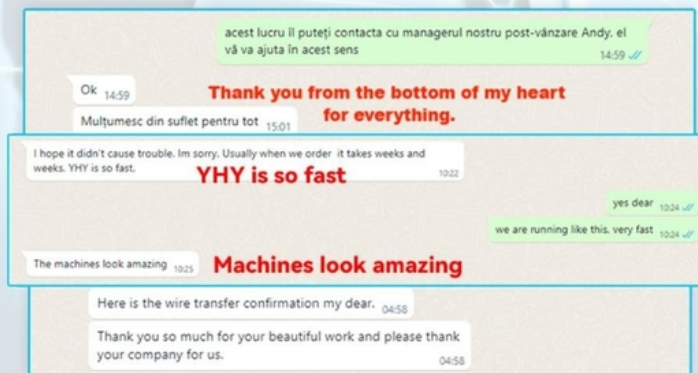 acest lucru îl puteți contacta cu managerul nostru post-vânzare Andy. el
vă va ajuta în acest sens
14:59
Ok 14:59
Thank you from the bottom of my heart
for everything.
Mulțumesc din suflet pentru tot 15:01
I hope it didn't cause trouble. Im sorry. Usually when we order it takes weeks and
weeks. YHY is so fast.
10:22
YHY is so fast
yes dear 10:24
we are running like this. very fast 10:24
The machines look amazing 10:25
Machines look amazing
Here is the wire transfer confirmation my dear. 04:58
Thank you so much for your beautiful work and please thank
your company for us.
04:58